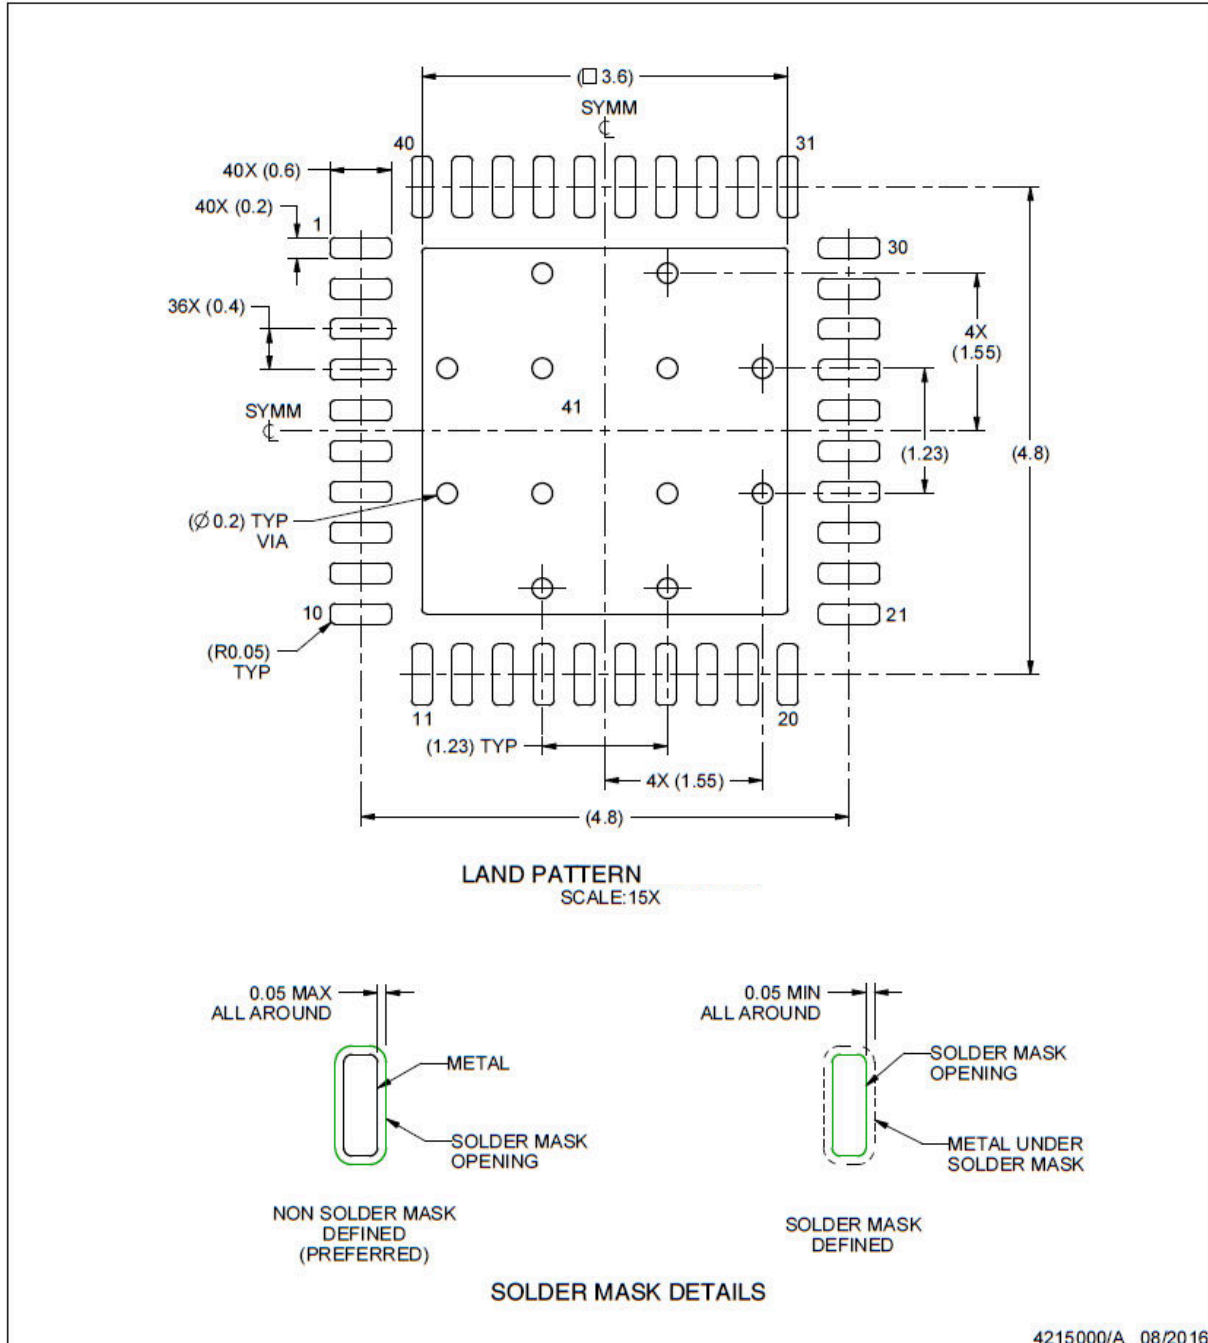 (□ 3.6)
SYMM
℄
40
31
40X (0.6)
40X (0.2)
1
30
36X (0.4)
4X
(1.55)
41
SYMM
℄
(1.23)
(4.8)
(Ø 0.2) TYP
VIA
10
21
(R0.05)
TYP
11
20
(1.23) TYP
4X (1.55)
(4.8)
LAND PATTERN
SCALE:15X
0.05 MAX
ALL AROUND
METAL
SOLDER MASK
OPENING
NON SOLDER MASK
DEFINED
(PREFERRED)
0.05 MIN
ALL AROUND
SOLDER MASK
OPENING
METAL UNDER
SOLDER MASK
SOLDER MASK
DEFINED
SOLDER MASK DETAILS
4215000/A 08/2016